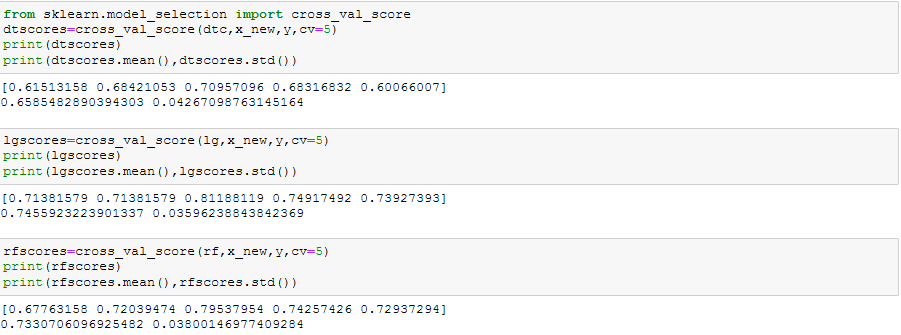 from sklearn.model_selection import cross_val_score
dtscores=cross_val_score(dtc,x_new,y,cv=5)
print(dtscores)
print(dtscores.mean(),dtscores.std())
[0.61513158 0.68421053 0.70957096 0.68316832 0.60066007]
0.6585482890394303 0.04267098763145164
lgscores=cross_val_score(lg,x_new,y,cv=5)
print(lgscores)
print(lgscores.mean(),lgscores.std())
[0.71381579 0.71381579 0.81188119 0.74917492 0.73927393]
0.7455923223901337 0.03596238843842369
rfscores=cross_val_score(rf,x_new,y,cv=5)
print(rfscores)
print(rfscores.mean(),rfscores.std())
[0.67763158 0.72039474 0.79537954 0.74257426 0.72937294]
0.7330706096925482 0.03800146977409284